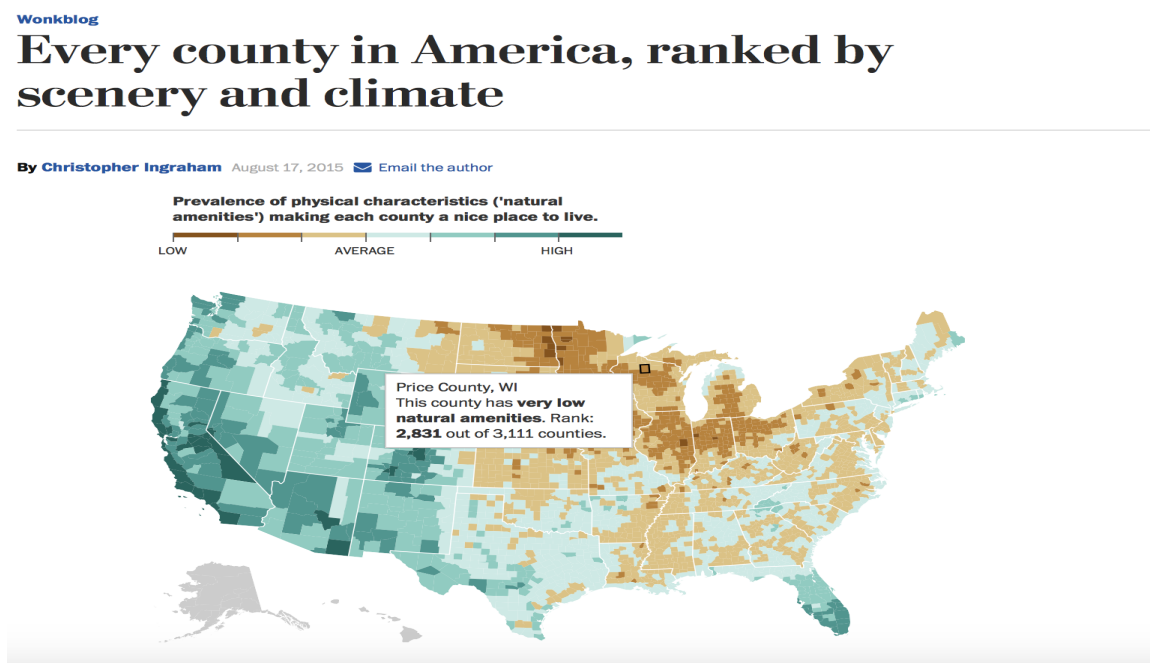 Wonkblog
Every county in America, ranked by
scenery and climate
By Christopher Ingraham August 17, 2015 Email the author
Prevalence of physical characteristics ('natural
amenities') making each county a nice place to live.
LOW AVERAGE HIGH
Price County, WI
This county has very low
natural amenities. Rank:
2,831 out of 3,111 counties.